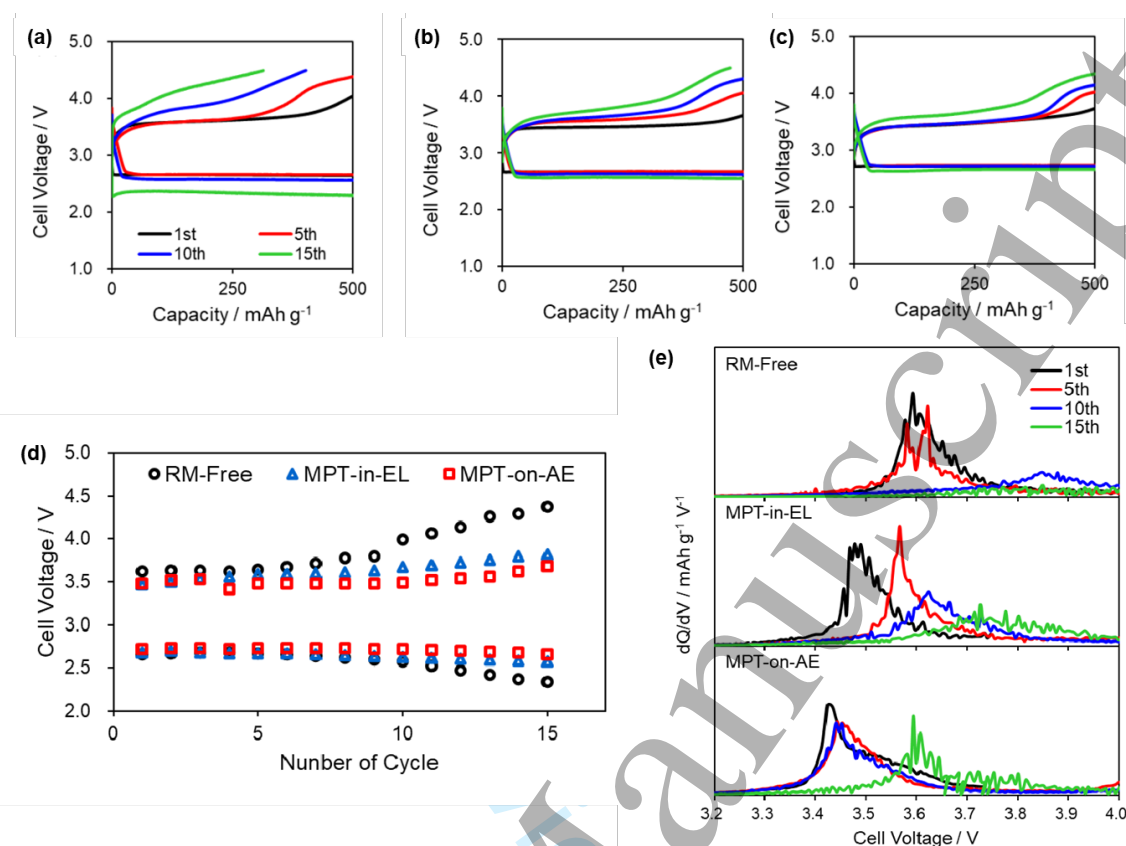 (a)
5.0
4.0
3.0
2.0
1.0
Cell Voltage / V
1st
5th
10th
15th
0
250
500
Capacity / mAh g⁻¹
(b)
5.0
4.0
3.0
2.0
1.0
Cell Voltage / V
0
250
500
Capacity / mAh g⁻¹
(c)
5.0
4.0
3.0
2.0
1.0
Cell Voltage / V
0
250
500
Capacity / mAh g⁻¹
(d)
5.0
4.5
4.0
3.5
3.0
2.5
2.0
Cell Voltage / V
RM-Free
MPT-in-EL
MPT-on-AE
0
5
10
15
Nunber of Cycle
(e)
RM-Free
1st
5th
10th
15th
MPT-in-EL
MPT-on-AE
dQ/dV / mAh g⁻¹ V⁻¹
3.2
3.3
3.4
3.5
3.6
3.7
3.8
3.9
4.0
Cell Voltage / V
anuscript